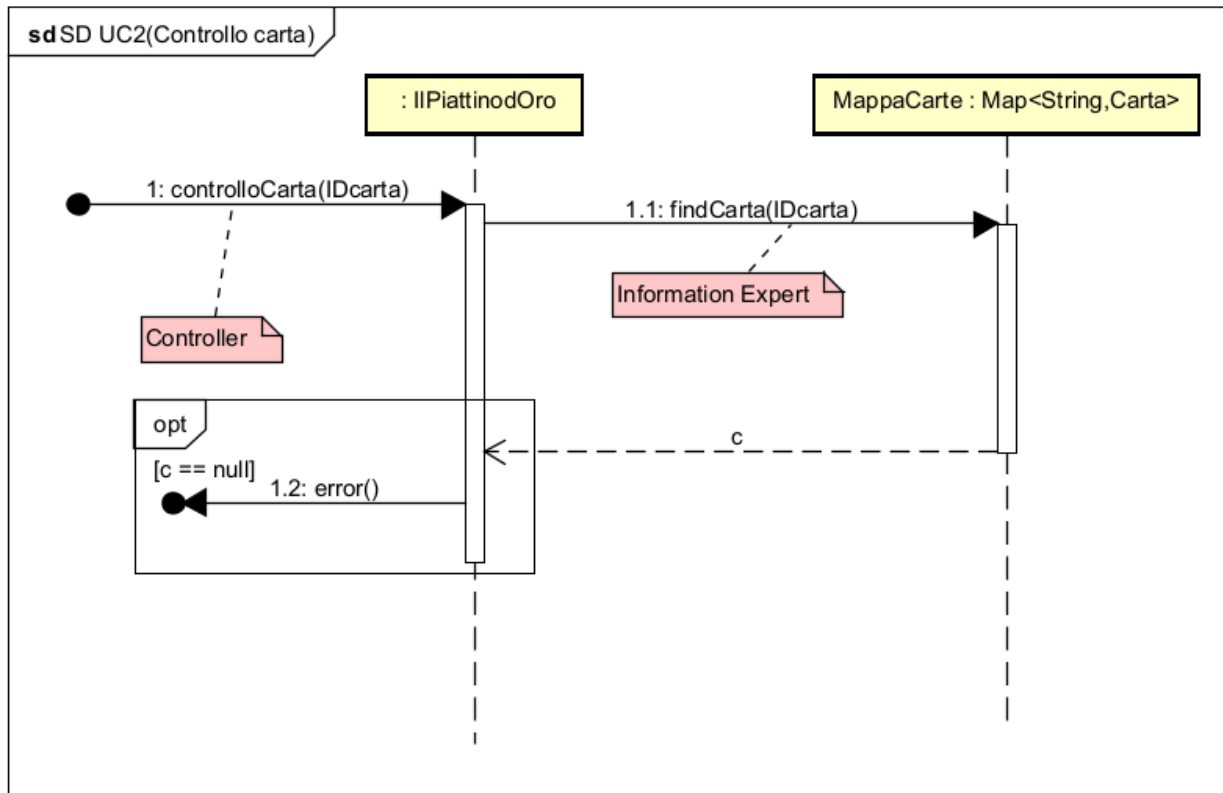 sd SD UC2(Controllo carta)
: IlPiattinodOro
MappaCarte : Map<String,Carta>
1: controlloCarta(IDcarta)
1.1: findCarta(IDcarta)
Information Expert
Controller
opt
c
[c == null]
1.2: error()